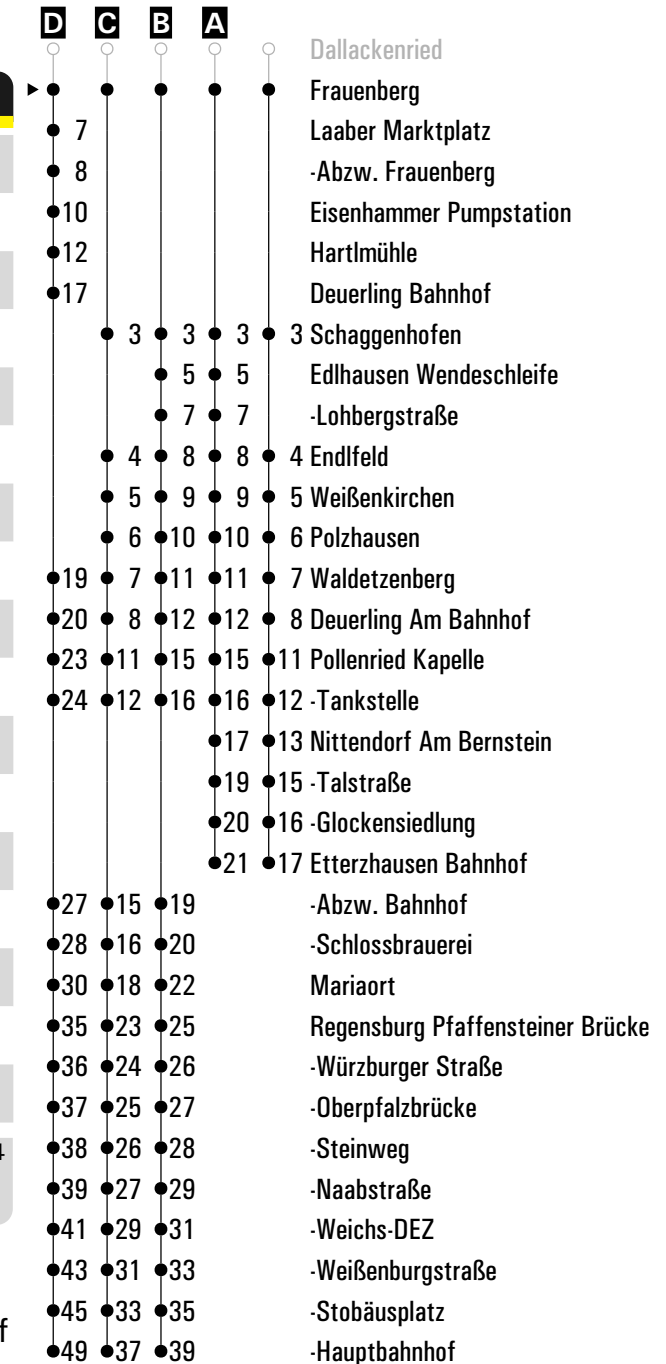 D C B A
Dallackenried
Frauenberg
7 Laaber Marktplatz
8 -Abzw. Frauenberg
10 Eisenhammer Pumpstation
12 Hartlmühle
17 Deuerling Bahnhof
3 3 3 3 Schaggenhofen
5 5 Edlhausen Wendeschleife
7 7 -Lohbergstraße
4 8 8 4 Endlfeld
5 9 9 5 Weißenkirchen
6 10 10 6 Polzhausen
19 7 11 11 7 Waldetzenberg
20 8 12 12 8 Deuerling Am Bahnhof
23 11 15 15 11 Pollenried Kapelle
24 12 16 16 12 -Tankstelle
17 13 Nittendorf Am Bernstein
19 15 -Talstraße
20 16 -Glockensiedlung
21 17 Etterzhausen Bahnhof
27 15 19 -Abzw. Bahnhof
28 16 20 -Schlossbrauerei
30 18 22 Mariaort
35 23 25 Regensburg Pfaffensteiner Brücke
36 24 26 -Würzburger Straße
37 25 27 -Oberpfalzbrücke
38 26 28 -Steinweg
39 27 29 -Naabstraße
41 29 31 -Weichs-DEZ
43 31 33 -Weißenburgstraße
45 33 35 -Stobäusplatz
49 37 39 -Hauptbahnhof